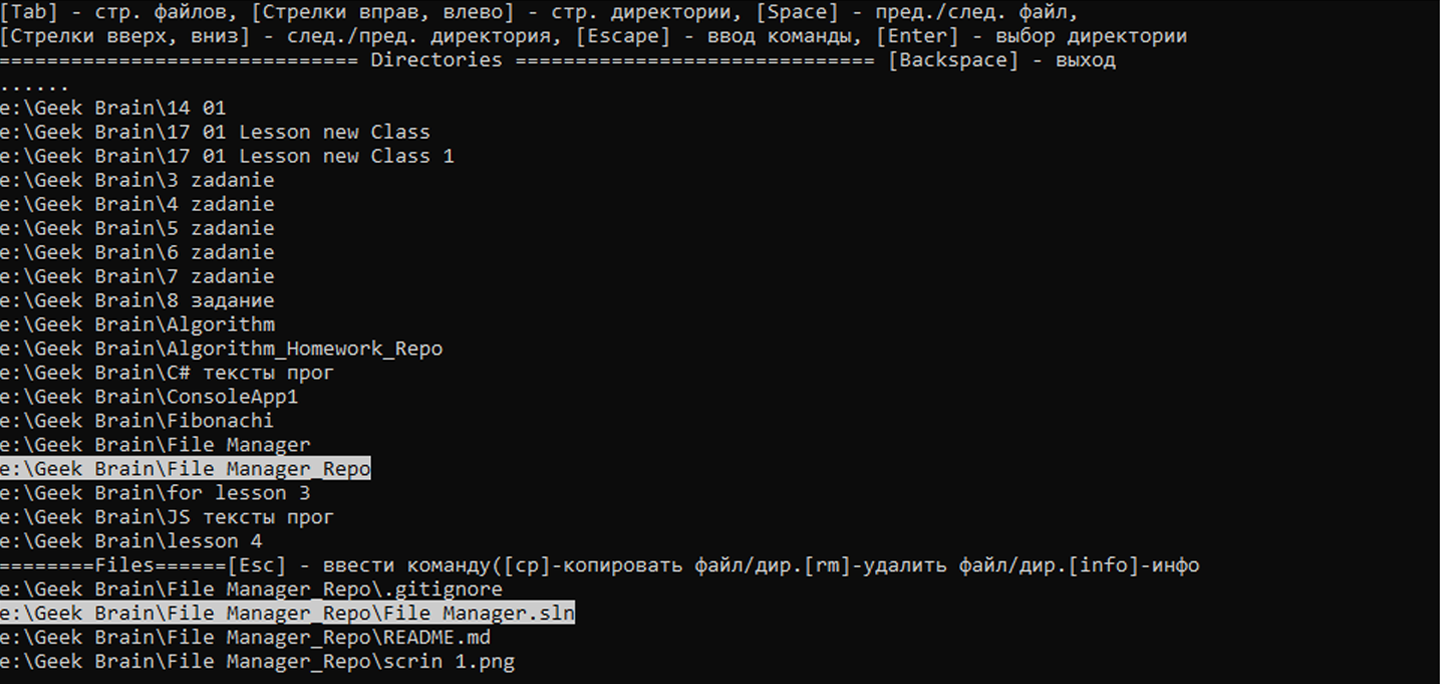 [Tab] - стр. файлов, [Стрелки вправ, влево] - стр. директории, [Space] - пред./след. файл,
[Стрелки вверх, вниз] - след./пред. директория, [Escape] - ввод команды, [Enter] - выбор директории
============================== Directories ============================== [Backspace] - выход
......
e:\Geek Brain\14 01
e:\Geek Brain\17 01 Lesson new Class
e:\Geek Brain\17 01 Lesson new Class 1
e:\Geek Brain\3 zadanie
e:\Geek Brain\4 zadanie
e:\Geek Brain\5 zadanie
e:\Geek Brain\6 zadanie
e:\Geek Brain\7 zadanie
e:\Geek Brain\8 задание
e:\Geek Brain\Algorithm
e:\Geek Brain\Algorithm_Homework_Repo
e:\Geek Brain\C# тексты прог
e:\Geek Brain\ConsoleApp1
e:\Geek Brain\Fibonachi
e:\Geek Brain\File Manager
e:\Geek Brain\File Manager_Repo
e:\Geek Brain\for lesson 3
e:\Geek Brain\JS тексты прог
e:\Geek Brain\lesson 4
========Files======[Esc] - ввести команду([cp]-копировать файл/дир.[rm]-удалить файл/дир.[info]-инфо
e:\Geek Brain\File Manager_Repo\.gitignore
e:\Geek Brain\File Manager_Repo\File Manager.sln
e:\Geek Brain\File Manager_Repo\README.md
e:\Geek Brain\File Manager_Repo\scrin 1.png